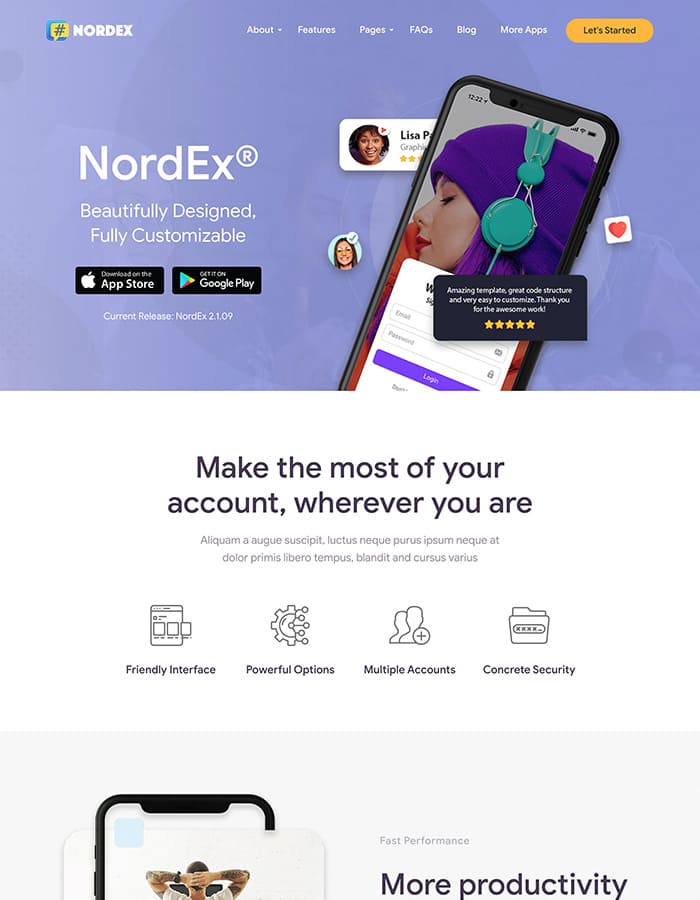 NORDEX
About
Features
Pages
FAQs
Blog
More Apps
Let's Started
12:22
Lisa
NordEx®
Beautifully Designed,
Fully Customizable
Download on the
App Store
GET IT ON
Google Play
Current Release: NordEx 2.1.09
Amazing template, great code structure
and very easy to customize. Thank you
for the awesome work!
Email
Password
Login
Make the most of your
account, wherever you are
Aliquam a augue suscipit, luctus neque purus ipsum neque at
dolor primis libero tempus, blandit and cursus varius
Friendly Interface
Powerful Options
Multiple Accounts
Concrete Security
Fast Performance
More productivity